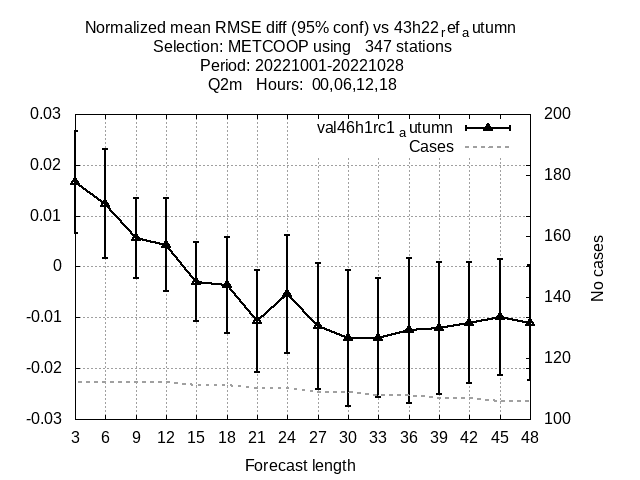 Normalized mean RMSE diff (95% conf) vs 43h22ᵣefₐutumn
Selection: METCOOP using 347 stations
Period: 20221001-20221028
Q2m Hours: 00,06,12,18
0.03
0.02
0.01
0
-0.01
-0.02
-0.03
val46h1rc1ₐutumn
Cases
200
180
160
140
120
100
No cases
3 6 9 12 15 18 21 24 27 30 33 36 39 42 45 48
Forecast length